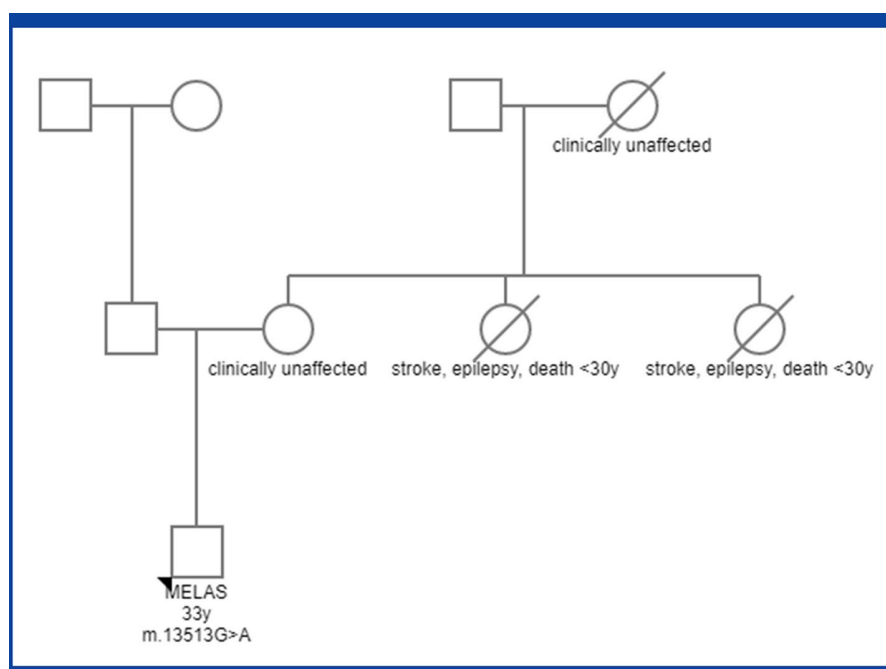 clinically unaffected
clinically unaffected
stroke, epilepsy, death <30y
stroke, epilepsy, death <30y
MELAS
33y
m.13513G>A